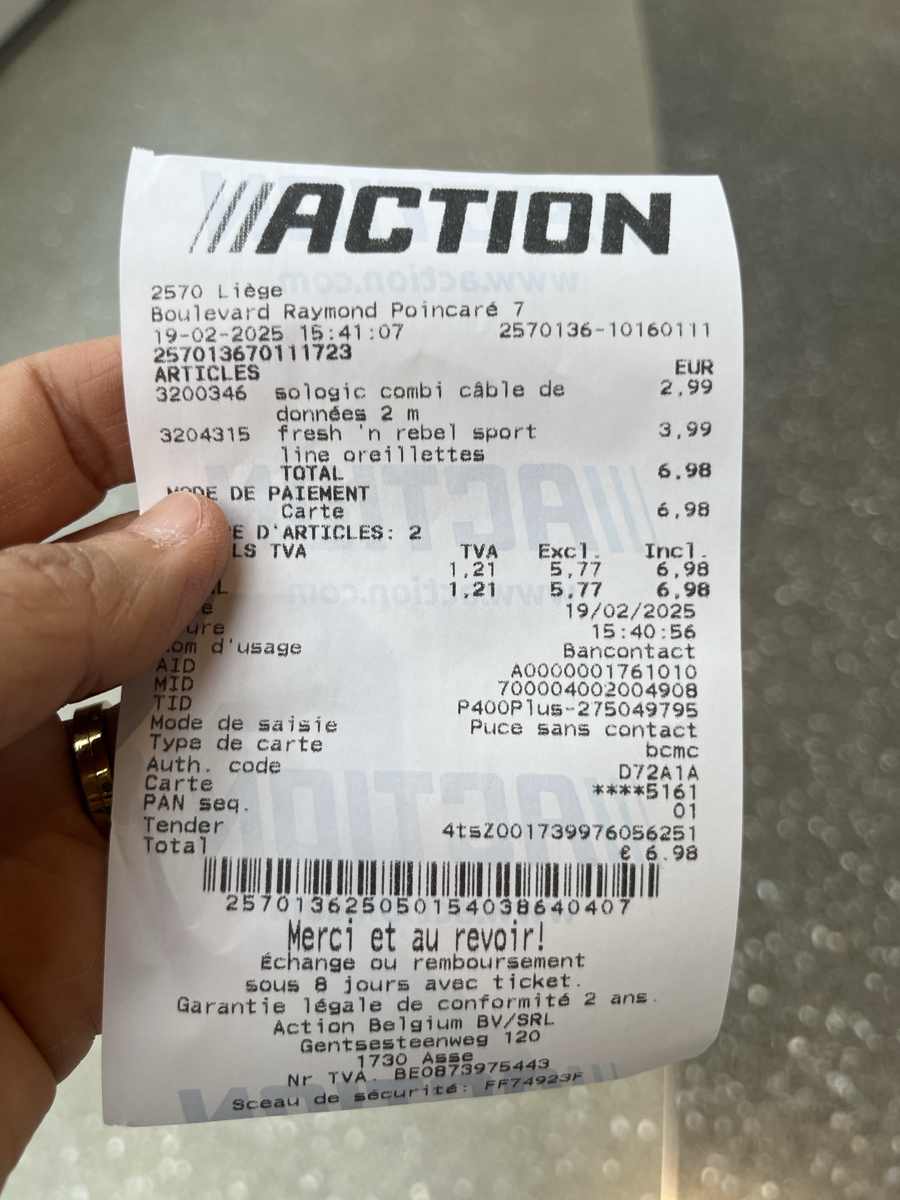 ///ACTION
2570 Liège
Boulevard Raymond Poincaré 7
19-02-2025 15:41:07 2570136-10160111
257013670111723
ARTICLES EUR
3200346 sologic combi câble de 2,99
données 2 m
3204315 fresh 'n rebel sport 3,99
line oreillettes
TOTAL 6,98
MODE DE PAIEMENT
Carte 6,98
D'ARTICLES: 2
TVA TVA Excl. Incl.
1,21 5,77 6,98
1,21 5,77 6,98
19/02/2025
15:40:56
d'usage Bancontact
AID A0000001761010
MID 700004002004908
TID P400Plus-275049795
Mode de saisie Puce sans contact
Type de carte bcmc
Auth. code D72A1A
Carte ****5161
PAN seq. 01
Tender 4tsZ001739976056251
Total € 6.98
257013625050154038640407
Merci et au revoir!
Échange ou remboursement
sous 8 jours avec ticket.
Garantie légale de conformité 2 ans.
Action Belgium BV/SRL
Gentsesteenweg 120
1730 Asse
Nr TVA. BE0873975443
Sceau de sécurité: FF74923F